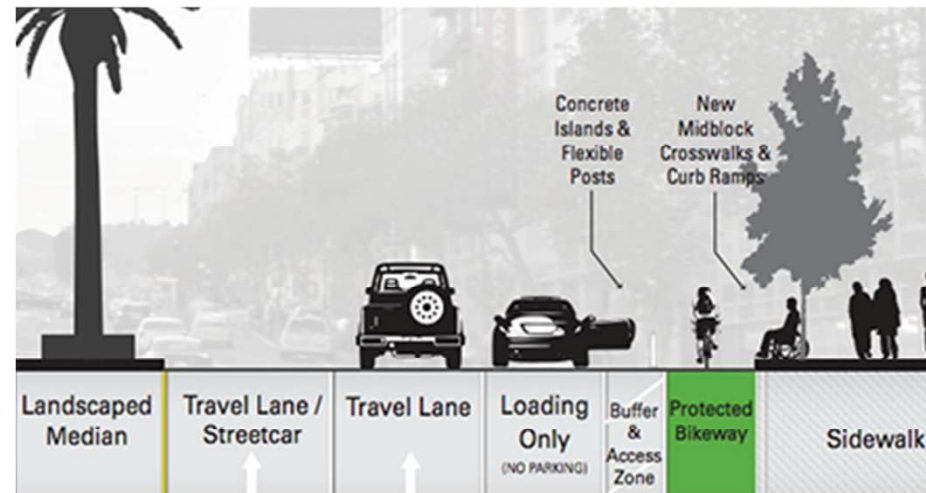 Concrete
Islands &
Flexible
Posts
New
Midblock
Crosswalks &
Curb Ramps
Landscaped
Median
Travel Lane /
Streetcar
Travel Lane
Loading
Only
(NO PARKING)
Buffer
&
Access
Zone
Protected
Bikeway
Sidewalk